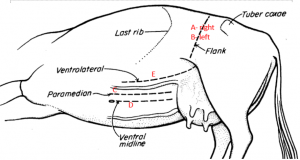 Last rib
A- right
B- left
Tuber coxae
Flank
Ventrolateral
E
Paramedian
D
Ventral
midline